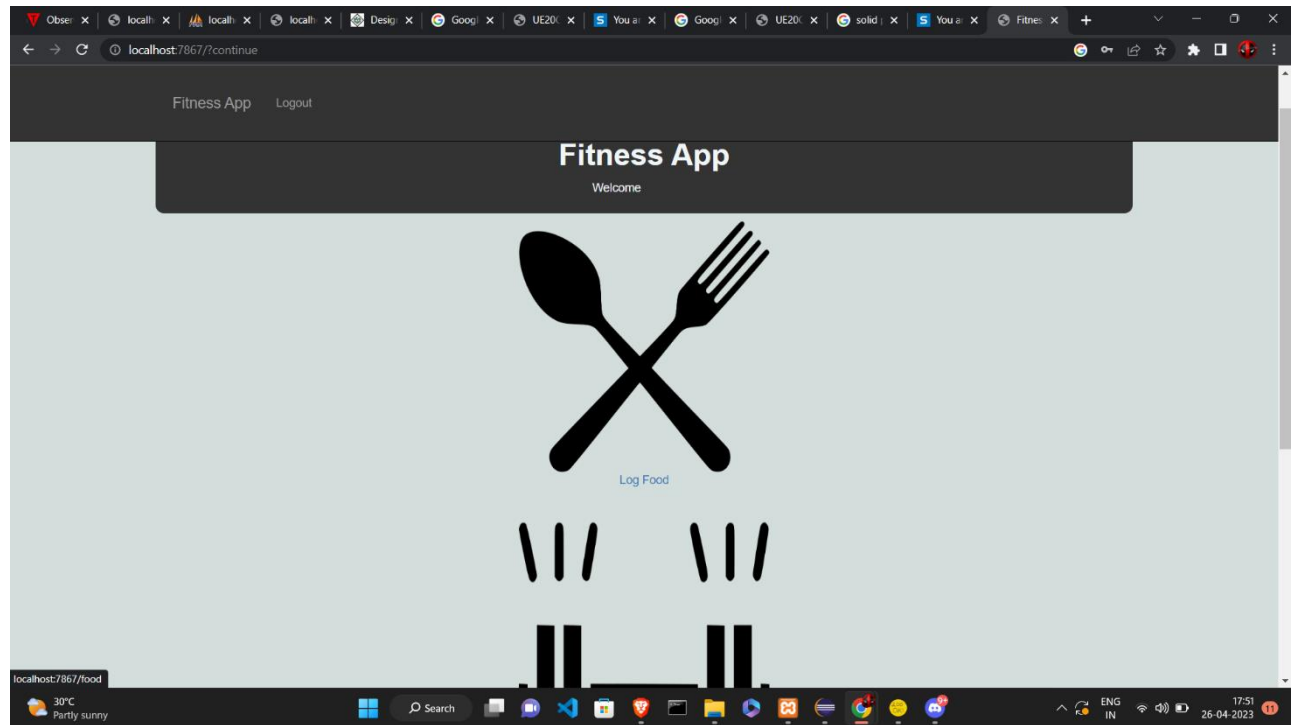 Obser localh localh localh Desig Googl UE20 You ar Googl UE20 solid You ar Fitnes
localhost:7867/?continue
Fitness App Logout
Fitness App
Welcome
Log Food
localhost:7867/food
30°C
Partly sunny
Search
ENG
IN
17:51
26-04-2023
11